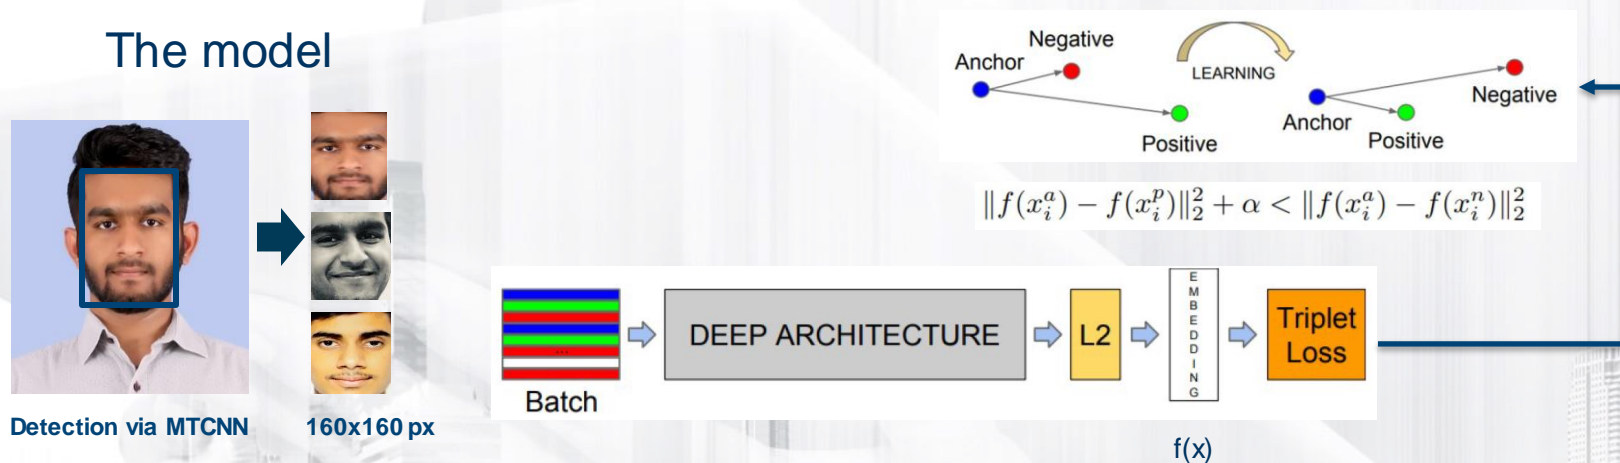 The model
Detection via MTCNN
160x160 px
Batch
...
DEEP ARCHITECTURE
L2
EMBEDDING
Triplet
Loss
f(x)
Anchor
Negative
Positive
LEARNING
Anchor
Negative
Positive
‖f(x_i^a) − f(x_i^p)‖_2^2 + α < ‖f(x_i^a) − f(x_i^n)‖_2^2